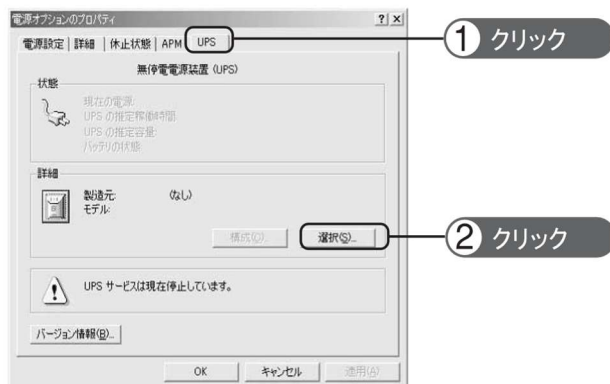 電源オプションのプロパティ
電源設定 詳細 休止状態 APM UPS
① クリック
無停電電源装置 (UPS)
状態
現在の電源:
UPS の推定稼働時間:
UPS の推定容量:
バッテリの状態:
詳細
製造元: (なし)
モデル:
構成(C)... 選択(S)...
② クリック
UPS サービスは現在停止しています。
バージョン情報(B)...
OK キャンセル 適用(A)